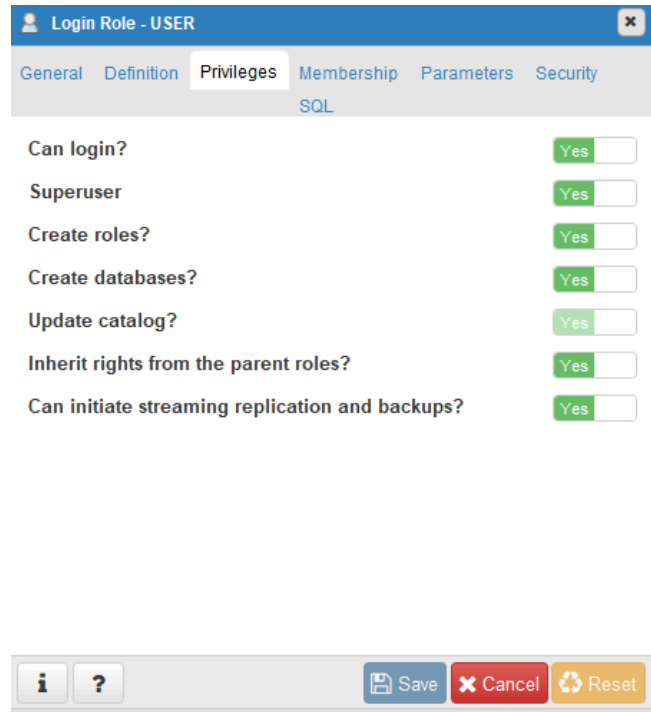 Login Role - USER
General Definition Privileges Membership Parameters Security
SQL
Can login? Yes
Superuser Yes
Create roles? Yes
Create databases? Yes
Update catalog? Yes
Inherit rights from the parent roles? Yes
Can initiate streaming replication and backups? Yes
i ? Save Cancel Reset